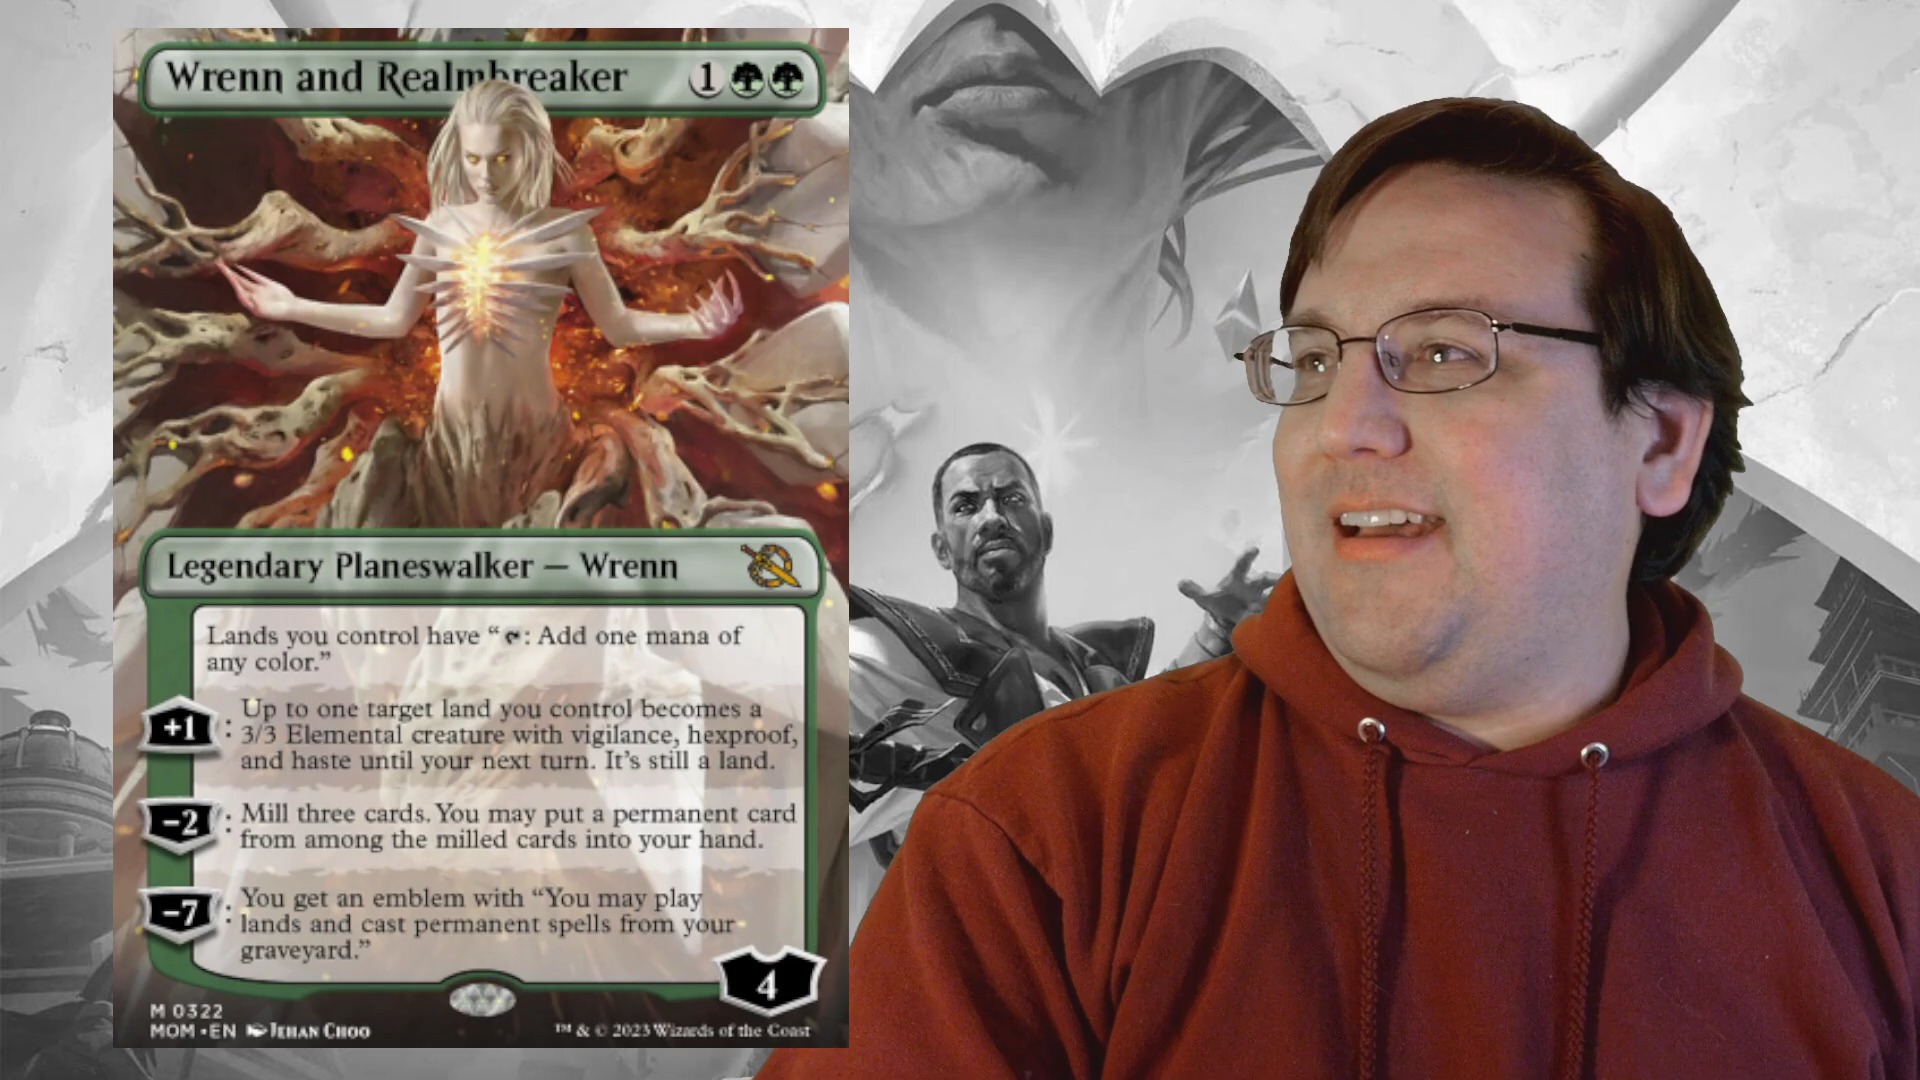 Wrenn and Realmbreaker 1
Legendary Planeswalker — Wrenn
Lands you control have “: Add one mana of
any color.”
+1: Up to one target land you control becomes a
3/3 Elemental creature with vigilance, hexproof,
and haste until your next turn. It’s still a land.
−2: Mill three cards. You may put a permanent card
from among the milled cards into your hand.
−7: You get an emblem with “You may play
lands and cast permanent spells from your
graveyard.”
4
M 0322
MOM • EN Jehan Choo
™ & © 2023 Wizards of the Coast